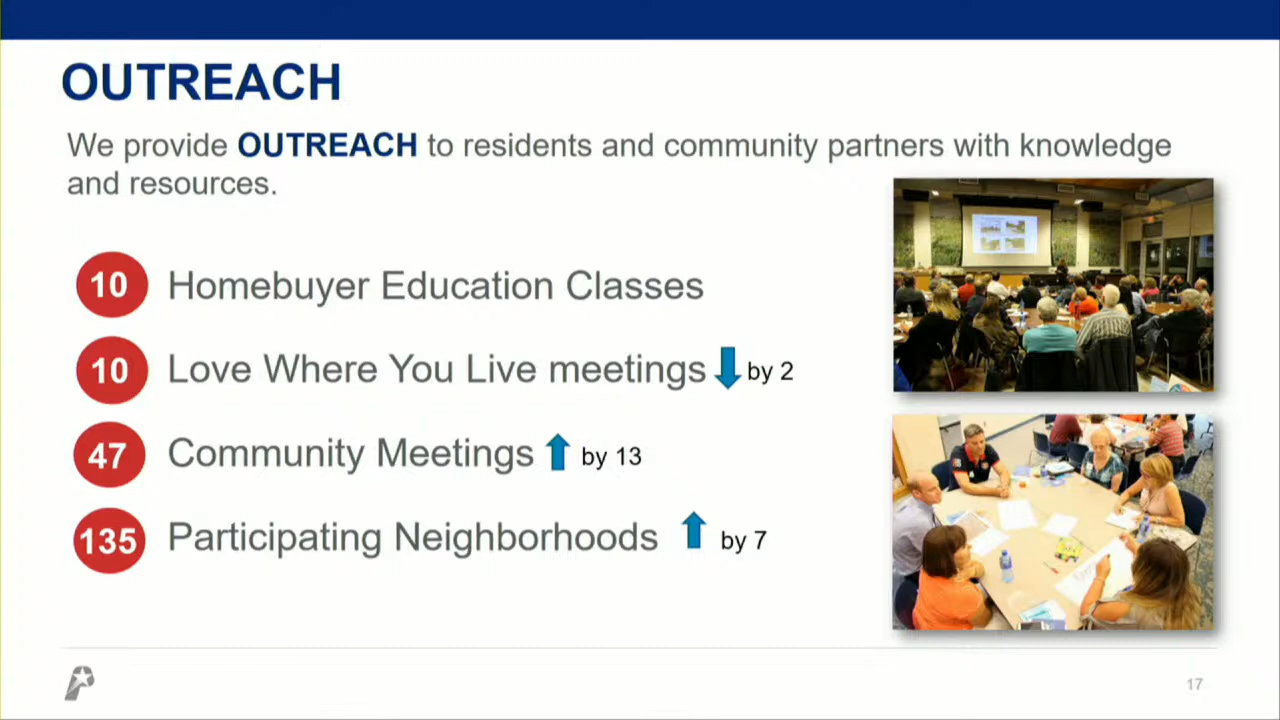 OUTREACH
We provide OUTREACH to residents and community partners with knowledge
and resources.
10 Homebuyer Education Classes
10 Love Where You Live meetings by 2
47 Community Meetings by 13
135 Participating Neighborhoods by 7
17